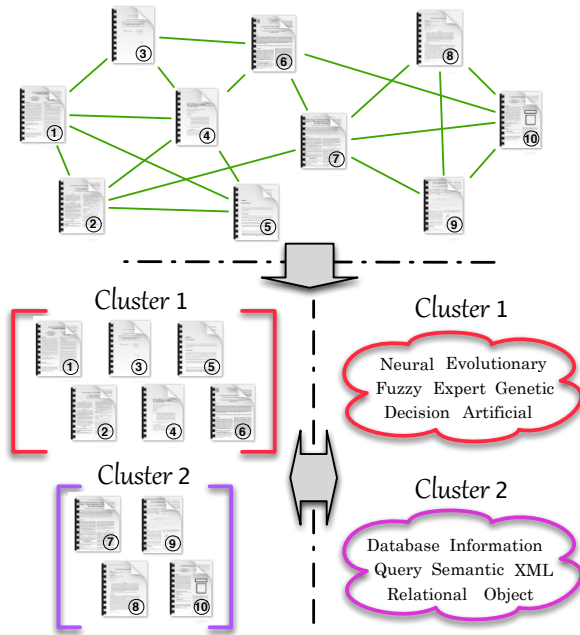 ③
⑥
⑧
①
④
⑩
⑦
②
⑤
⑨
Cluster 1
①
③
⑤
②
④
⑥
Cluster 2
⑦
⑨
⑧
⑩
Cluster 1
Neural Evolutionary
Fuzzy Expert Genetic
Decision Artificial
Cluster 2
Database Information
Query Semantic XML
Relational Object